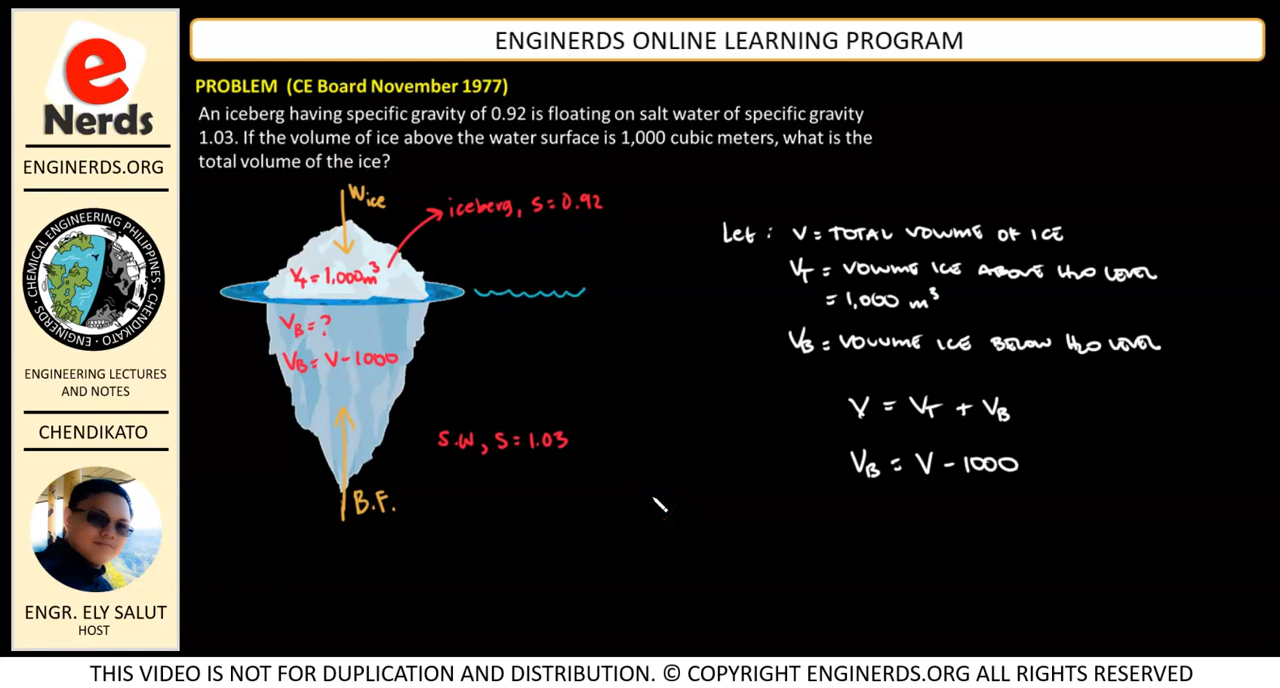 ENGINERDS ONLINE LEARNING PROGRAM
e
Nerds
ENGINERDS.ORG
CHEMICAL ENGINEERING PHILIPPINES
ENGINERDS • CHENDIKATO
ENGINEERING LECTURES
AND NOTES
CHENDIKATO
ENGR. ELY SALUT
HOST
PROBLEM (CE Board November 1977)
An iceberg having specific gravity of 0.92 is floating on salt water of specific gravity
1.03. If the volume of ice above the water surface is 1,000 cubic meters, what is the
total volume of the ice?
Wice
iceberg, S = 0.92
VT = 1,000 m³
VB = ?
VB = V - 1000
S.W, S = 1.03
B.F.
Let : V = TOTAL VOLUME OF ICE
VT = VOLUME ICE ABOVE H2O LEVEL
= 1,000 m³
VB = VOLUME ICE BELOW H2O LEVEL
V = VT + VB
VB = V - 1000
THIS VIDEO IS NOT FOR DUPLICATION AND DISTRIBUTION. © COPYRIGHT ENGINERDS.ORG ALL RIGHTS RESERVED